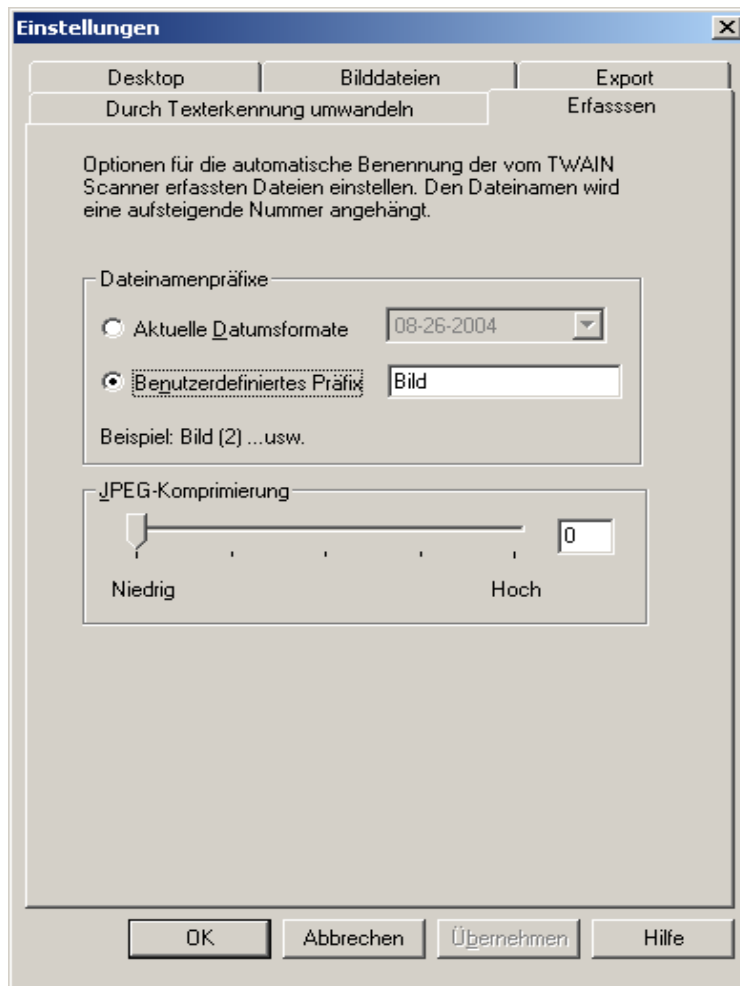 Einstellungen
Desktop Bilddateien Export
Durch Texterkennung umwandeln Erfasssen
Optionen für die automatische Benennung der vom TWAIN
Scanner erfassten Dateien einstellen. Den Dateinamen wird
eine aufsteigende Nummer angehängt.
Dateinamenpräfixe
Aktuelle Datumsformate 08-26-2004
Benutzerdefiniertes Präfix Bild
Beispiel: Bild (2) ...usw.
JPEG-Komprimierung
0
Niedrig Hoch
OK Abbrechen Übernehmen Hilfe